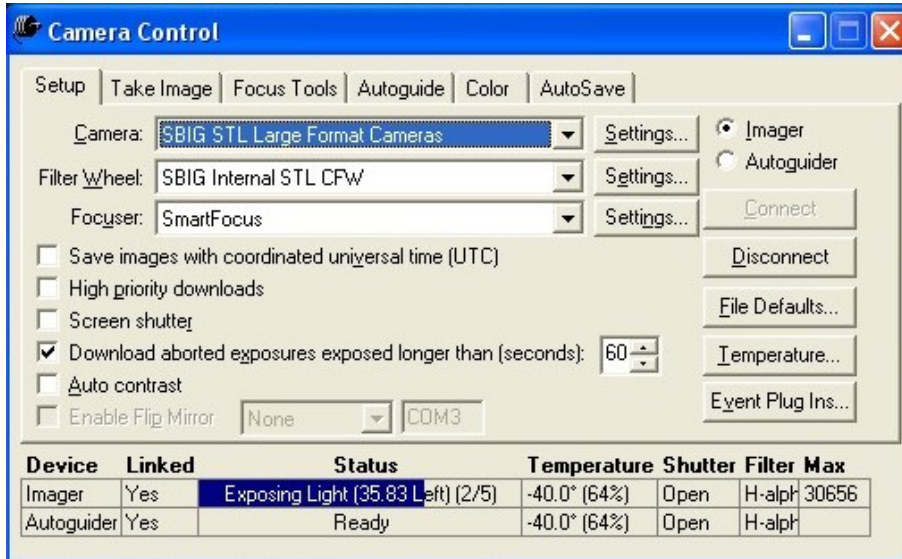 Camera Control
Setup Take Image Focus Tools Autoguide Color AutoSave
Camera: SBIG STL Large Format Cameras Settings... Imager
Autoguider
Filter Wheel: SBIG Internal STL CFW Settings...
Focuser: SmartFocus Settings... Connect
Save images with coordinated universal time (UTC) Disconnect
High priority downloads
Screen shutter File Defaults...
Download aborted exposures exposed longer than (seconds): 60 Temperature...
Auto contrast
Enable Flip Mirror None COM3 Event Plug Ins...
Device Linked Status Temperature Shutter Filter Max
Imager Yes Exposing Light (35.83 Left) (2/5) -40.0° (64%) Open H-alph 30656
Autoguider Yes Ready -40.0° (64%) Open H-alph